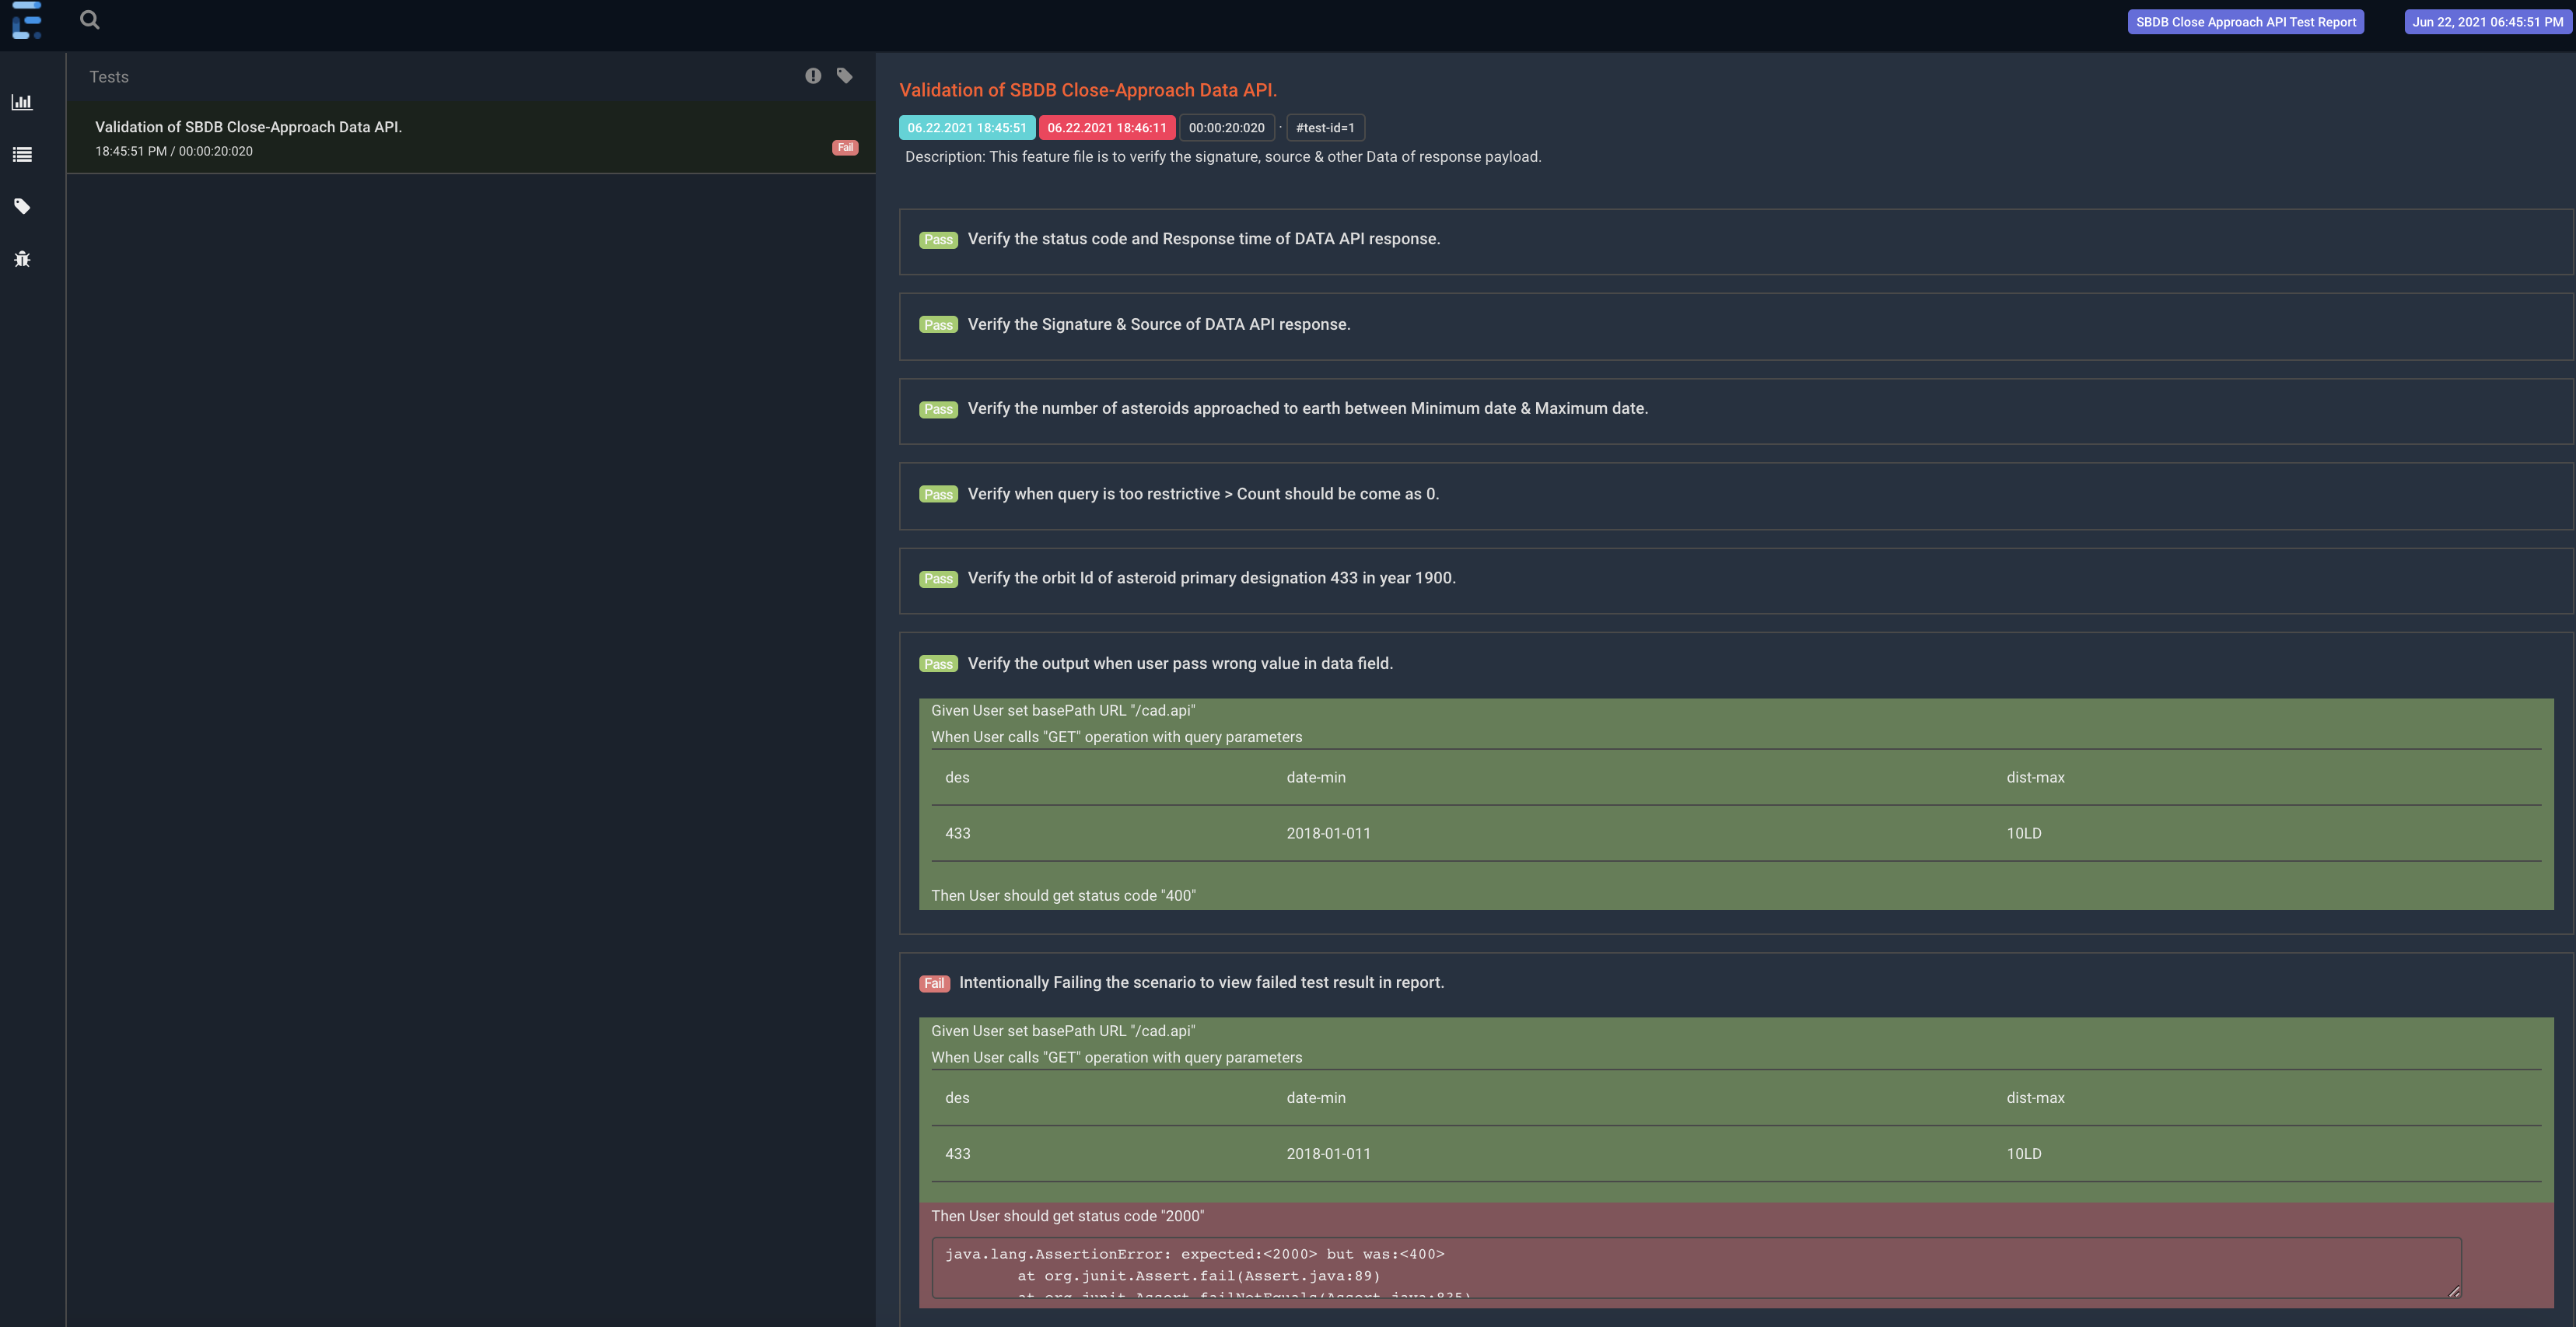 SBDB Close Approach API Test Report
Jun 22, 2021 06:45:51 PM
Tests
Validation of SBDB Close-Approach Data API.
18:45:51 PM / 00:00:20:020
Fail
Validation of SBDB Close-Approach Data API.
06.22.2021 18:45:51 06.22.2021 18:46:11 00:00:20:020 · #test-id=1
Description: This feature file is to verify the signature, source & other Data of response payload.
Pass Verify the status code and Response time of DATA API response.
Pass Verify the Signature & Source of DATA API response.
Pass Verify the number of asteroids approached to earth between Minimum date & Maximum date.
Pass Verify when query is too restrictive > Count should be come as 0.
Pass Verify the orbit Id of asteroid primary designation 433 in year 1900.
Pass Verify the output when user pass wrong value in data field.
Given User set basePath URL "/cad.api"
When User calls "GET" operation with query parameters
des date-min dist-max
433 2018-01-011 10LD
Then User should get status code "400"
Fail Intentionally Failing the scenario to view failed test result in report.
Given User set basePath URL "/cad.api"
When User calls "GET" operation with query parameters
des date-min dist-max
433 2018-01-011 10LD
Then User should get status code "2000"
java.lang.AssertionError: expected:<2000> but was:<400>
at org.junit.Assert.fail(Assert.java:89)
at org.junit.Assert.failNotEquals(Assert.java:835)